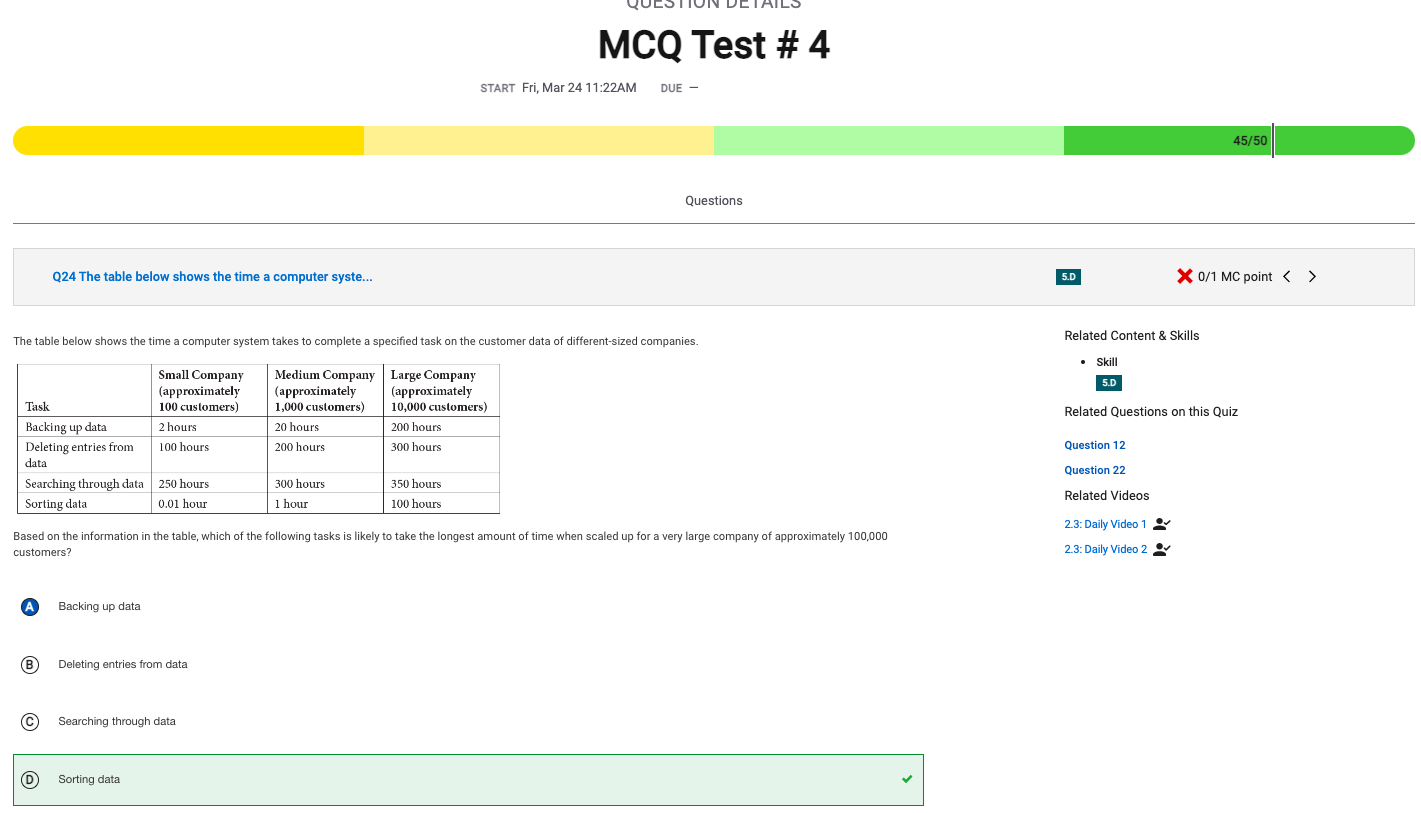 QUESTION DETAILS
MCQ Test # 4
START Fri, Mar 24 11:22AM DUE —
45/50
Questions
Q24 The table below shows the time a computer syste...
5.D
0/1 MC point
The table below shows the time a computer system takes to complete a specified task on the customer data of different-sized companies.
Task
Small Company
(approximately
100 customers)
Medium Company
(approximately
1,000 customers)
Large Company
(approximately
10,000 customers)
Backing up data 2 hours 20 hours 200 hours
Deleting entries from 100 hours 200 hours 300 hours
data
Searching through data 250 hours 300 hours 350 hours
Sorting data 0.01 hour 1 hour 100 hours
Based on the information in the table, which of the following tasks is likely to take the longest amount of time when scaled up for a very large company of approximately 100,000
customers?
A Backing up data
B Deleting entries from data
C Searching through data
D Sorting data
Related Content & Skills
• Skill
5.D
Related Questions on this Quiz
Question 12
Question 22
Related Videos
2.3: Daily Video 1
2.3: Daily Video 2